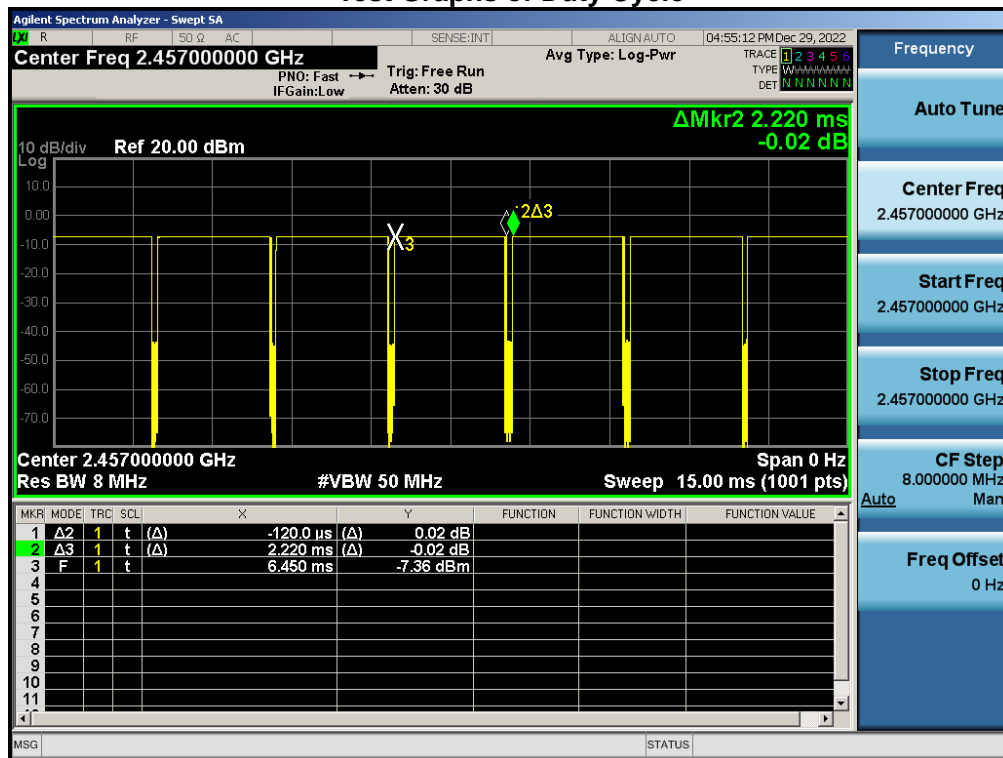 Test Graphs of Duty Cycle
Agilent Spectrum Analyzer - Swept SA
LXI R RF 50 Ω AC SENSE:INT ALIGN AUTO 04:55:12 PM Dec 29, 2022
Center Freq 2.457000000 GHz
PNO: Fast
IFGain:Low
Trig: Free Run
Atten: 30 dB
Avg Type: Log-Pwr
TRACE 1 2 3 4 5 6
TYPE WWWWWW
DET N N N N N N
ΔMkr2 2.220 ms
-0.02 dB
10 dB/div Ref 20.00 dBm
Log
10.0
0.00
-10.0
-20.0
-30.0
-40.0
-50.0
-60.0
-70.0
2Δ3
X3
Center 2.457000000 GHz Span 0 Hz
Res BW 8 MHz #VBW 50 MHz Sweep 15.00 ms (1001 pts)
MKR MODE TRC SCL X Y FUNCTION FUNCTION WIDTH FUNCTION VALUE
1 Δ2 1 t (Δ) -120.0 µs (Δ) 0.02 dB
2 Δ3 1 t (Δ) 2.220 ms (Δ) -0.02 dB
3 F 1 t 6.450 ms -7.36 dBm
4
5
6
7
8
9
10
11
MSG STATUS
Frequency
Auto Tune
Center Freq
2.457000000 GHz
Start Freq
2.457000000 GHz
Stop Freq
2.457000000 GHz
CF Step
8.000000 MHz
Auto Man
Freq Offset
0 Hz